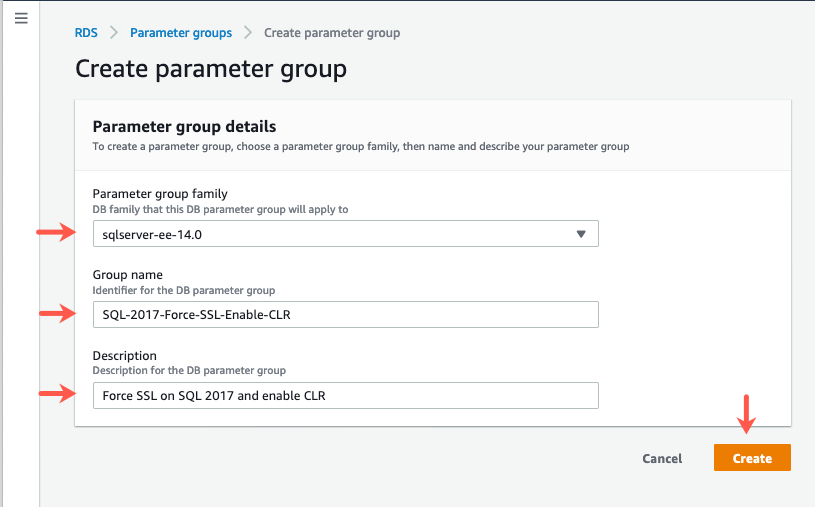 RDS > Parameter groups > Create parameter group
Create parameter group
Parameter group details
To create a parameter group, choose a parameter group family, then name and describe your parameter group
Parameter group family
DB family that this DB parameter group will apply to
sqlserver-ee-14.0
Group name
Identifier for the DB parameter group
SQL-2017-Force-SSL-Enable-CLR
Description
Description for the DB parameter group
Force SSL on SQL 2017 and enable CLR
Cancel Create